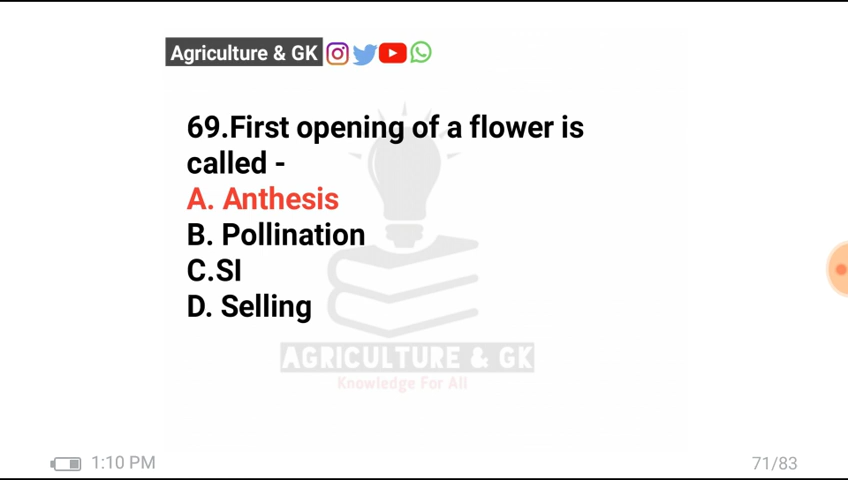 Agriculture & GK
69.First opening of a flower is
called -
A. Anthesis
B. Pollination
C.SI
D. Selling
AGRICULTURE & GK
Knowledge For All
1:10 PM
71/83